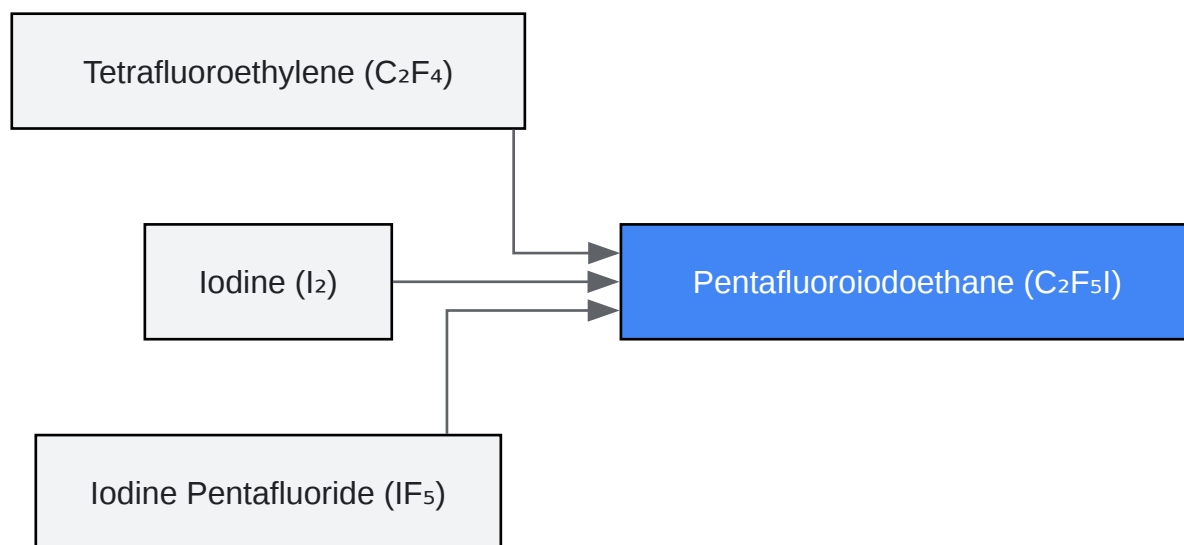 Tetrafluoroethylene (C₂F₄)
Iodine (I₂)
Pentafluoroiodoethane (C₂F₅I)
Iodine Pentafluoride (IF₅)